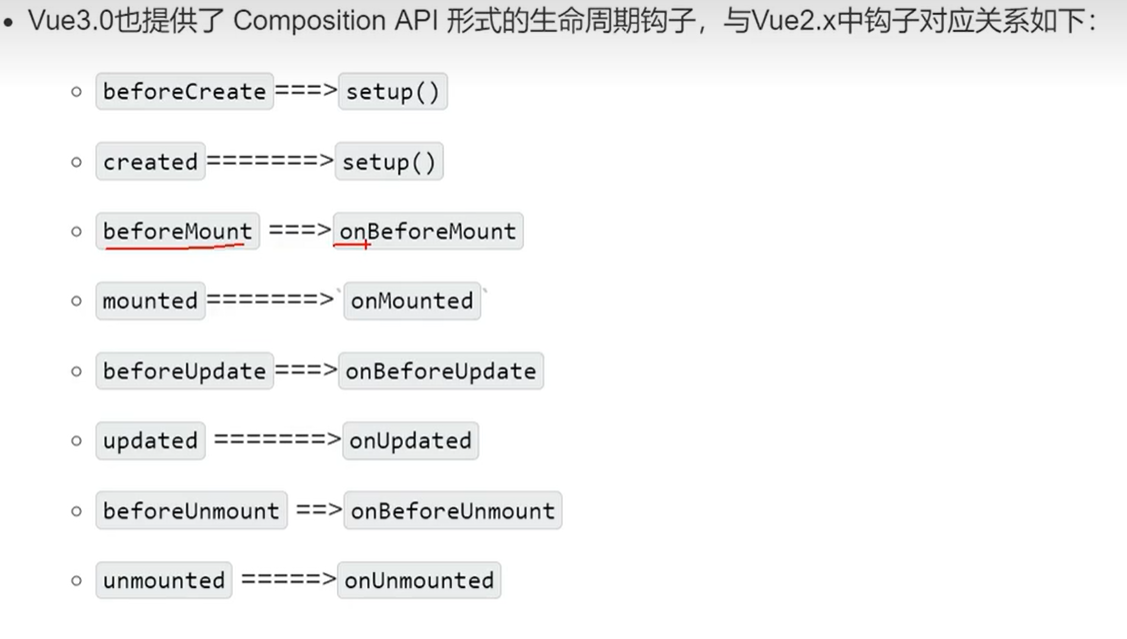 • Vue3.0也提供了 Composition API 形式的生命周期钩子，与Vue2.x中钩子对应关系如下：
○ beforeCreate===>setup()
○ created=======>setup()
○ beforeMount ===>onBeforeMount
○ mounted=======>`onMounted`
○ beforeUpdate===>onBeforeUpdate
○ updated =======>onUpdated
○ beforeUnmount ==>onBeforeUnmount
○ unmounted =====>onUnmounted